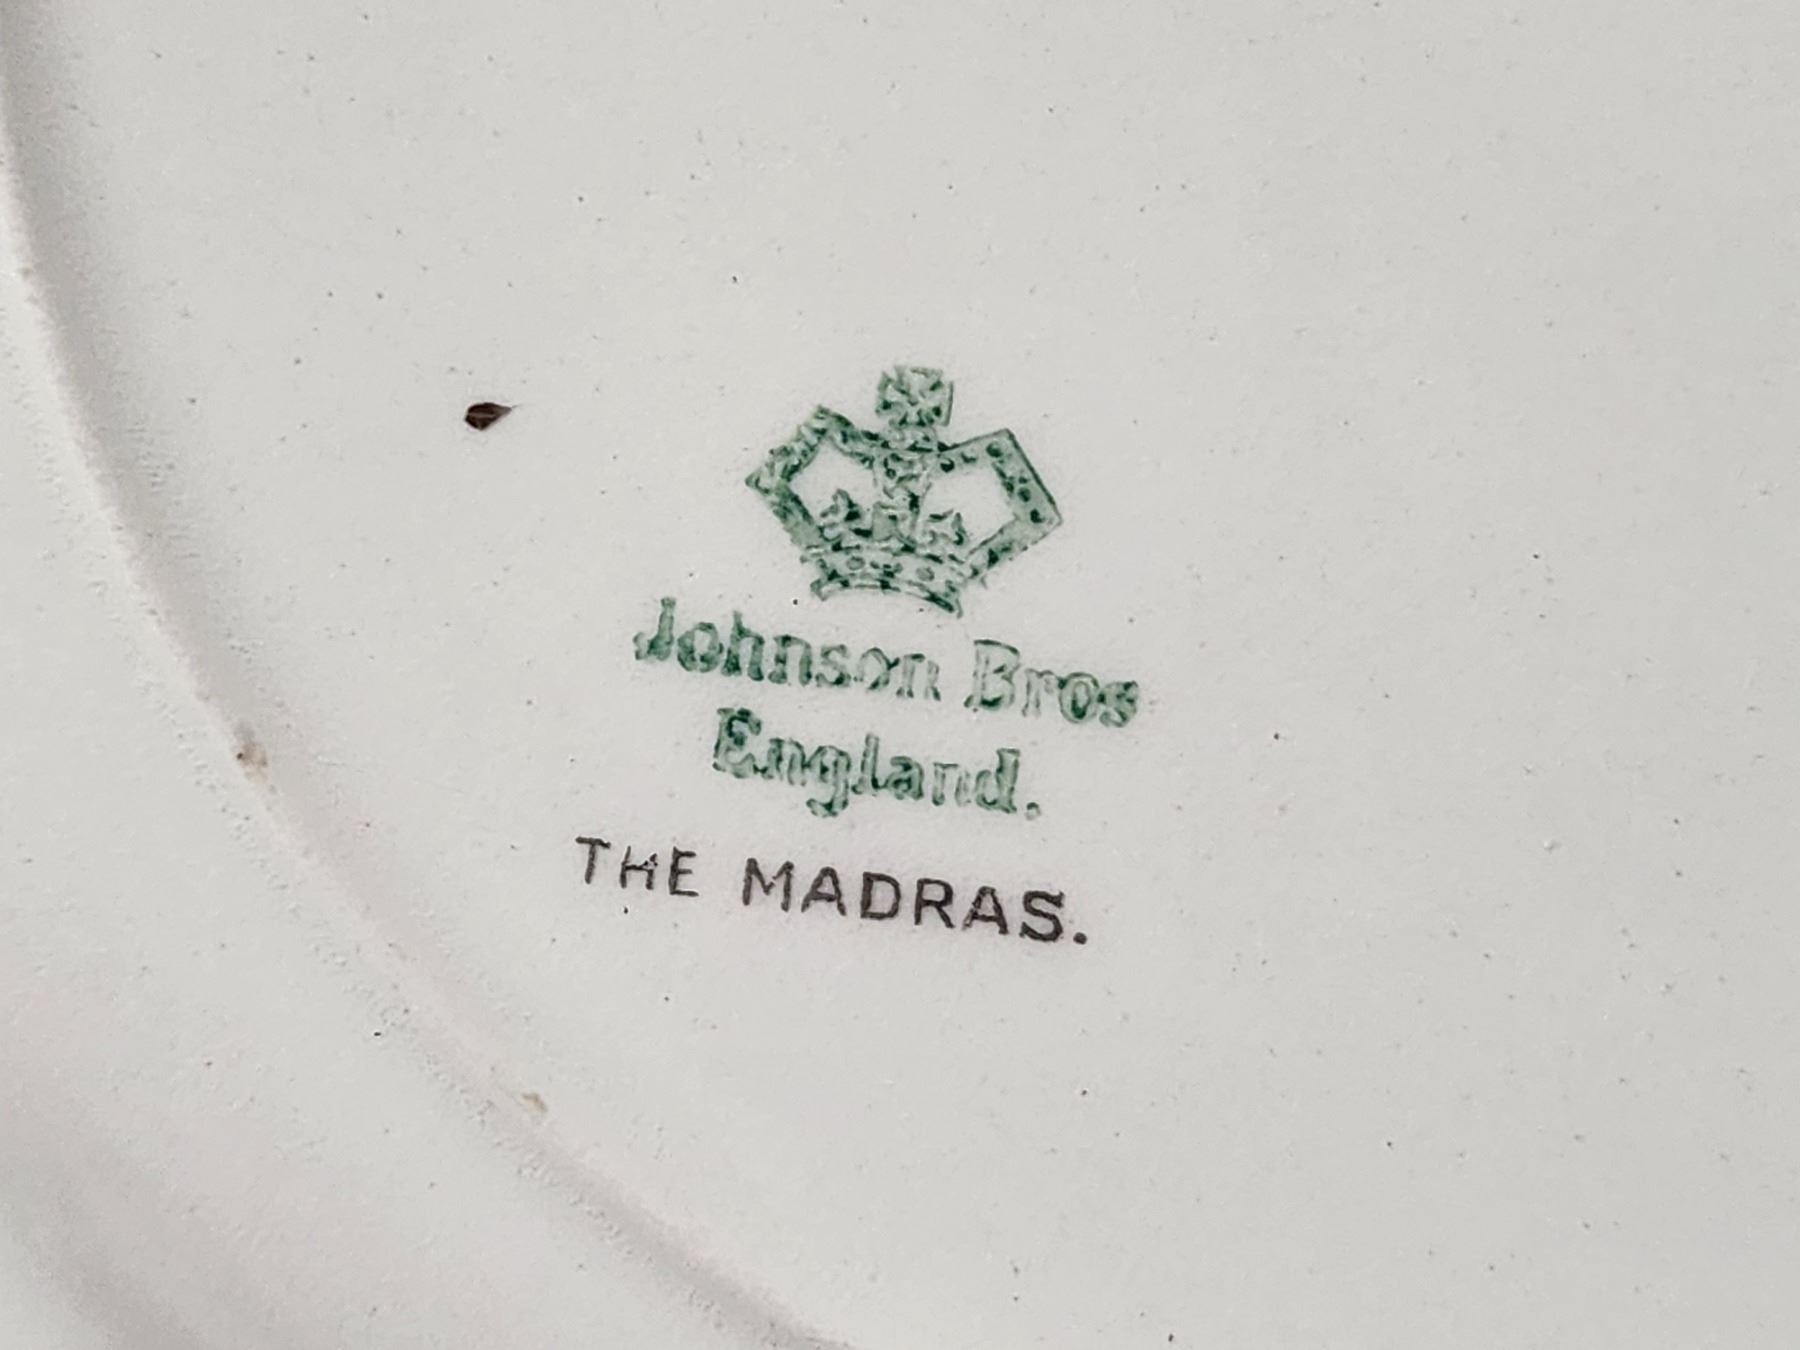 Johnson Bros
England.
THE MADRAS.